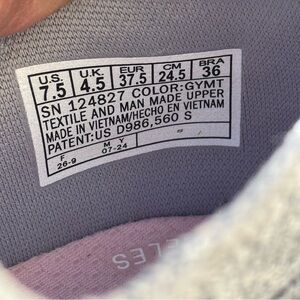 U.S. U.K. EUR CM BRA
7.5 4.5 37.5 24.5 36
SN 124827 COLOR:GYMT
TEXTILE AND MAN MADE UPPER
MADE IN VIETNAM/HECHO EN VIETNAM
PATENT:US D986,560 S
F M Y
26-9 07-24